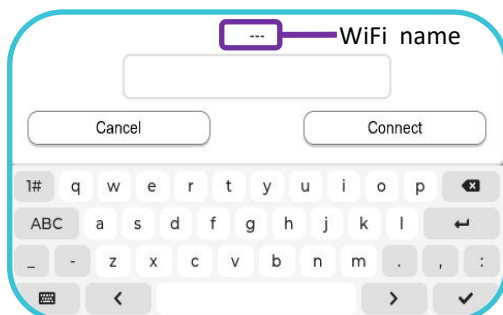 --- WiFi name
Cancel Connect
1# q w e r t y u i o p
ABC a s d f g h j k l
_ - z x c v b n m . , :